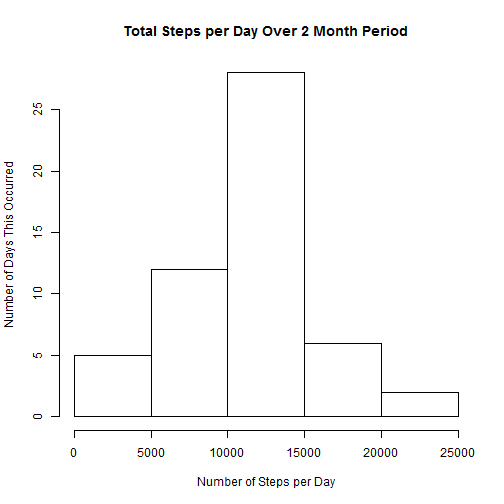 Total Steps per Day Over 2 Month Period
Number of Days This Occurred
25
20
15
10
5
0
0 5000 10000 15000 20000 25000
Number of Steps per Day